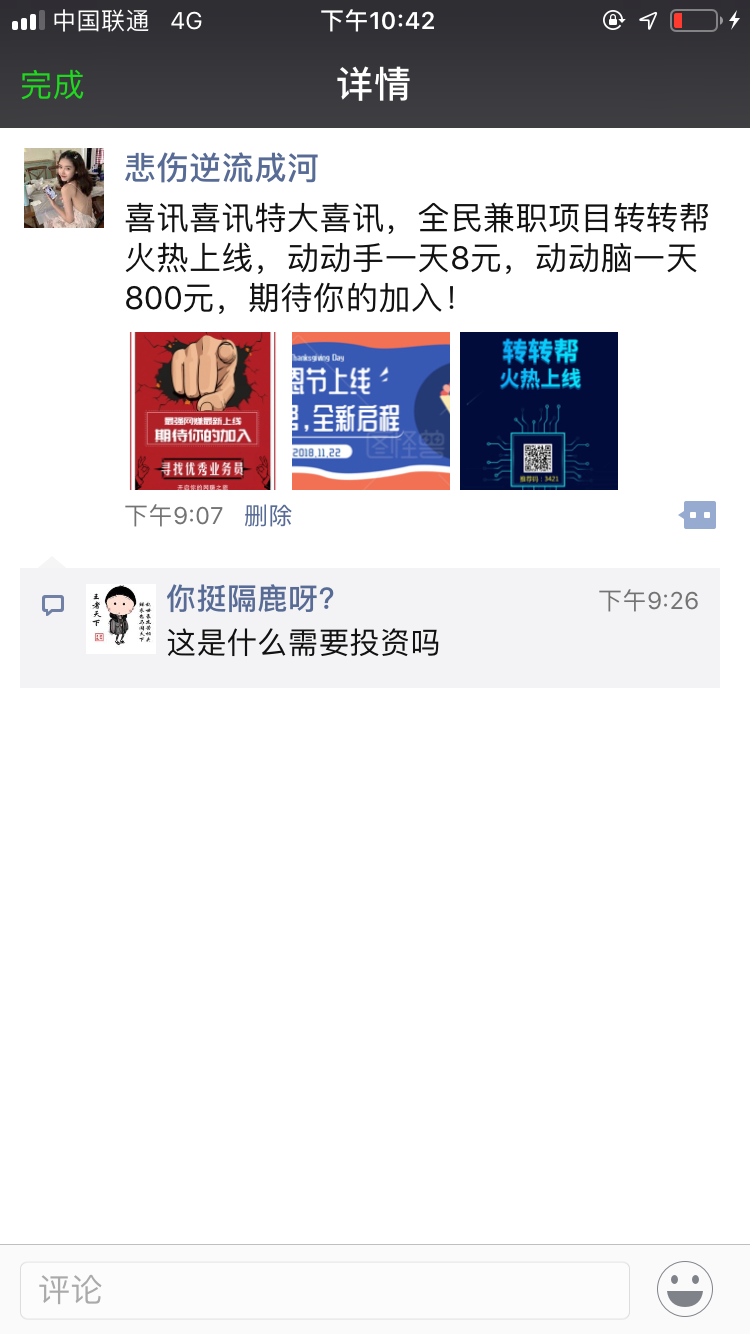 中国联通 4G 下午10:42
完成 详情
悲伤逆流成河
喜讯喜讯特大喜讯，全民兼职项目转转帮
火热上线，动动手一天8元，动动脑一天
800元，期待你的加入！
最强网赚最新上线
期待你的加入
寻找优秀业务员
Thanksgiving Day
恩节上线
,全新启程
2018.11.22
图怪兽
转转帮
火热上线
推荐码：3421
下午9:07 删除
你挺隔鹿呀? 下午9:26
这是什么需要投资吗
评论